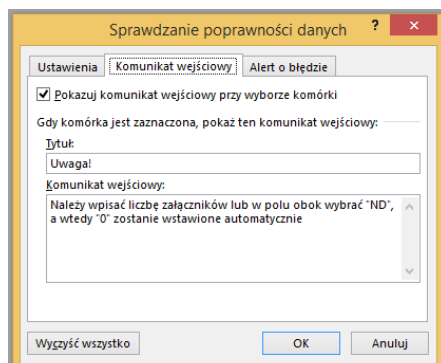 Sprawdzanie poprawności danych ? ×
Ustawienia Komunikat wejściowy Alert o błędzie
Pokazuj komunikat wejściowy przy wyborze komórki
Gdy komórka jest zaznaczona, pokaż ten komunikat wejściowy:
Tytuł:
Uwaga!
Komunikat wejściowy:
Należy wpisać liczbę załączników lub w polu obok wybrać "ND",
a wtedy "0" zostanie wstawione automatycznie
Wyczyść wszystko OK Anuluj